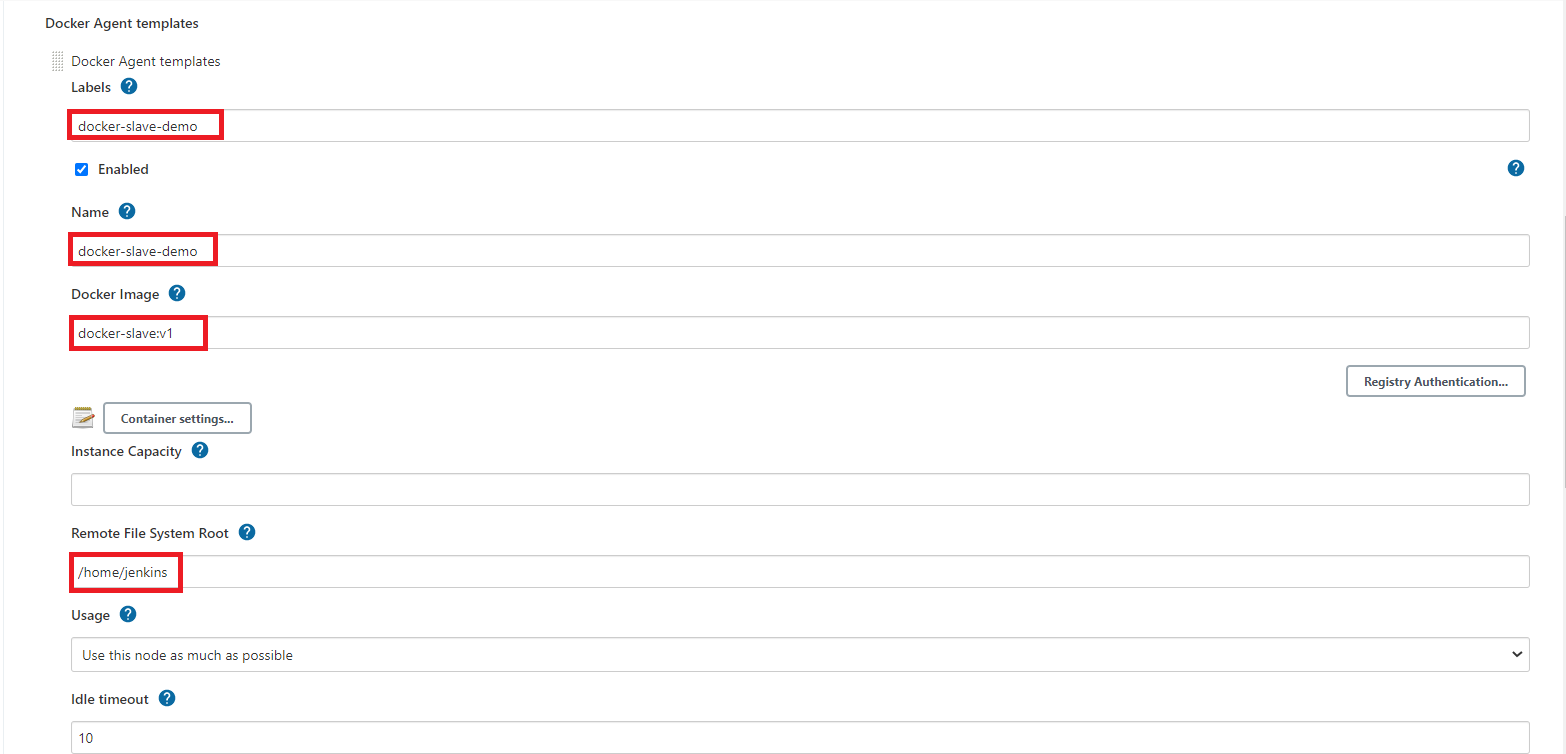 Docker Agent templates
Docker Agent templates
Labels ?
docker-slave-demo
Enabled ?
Name ?
docker-slave-demo
Docker Image ?
docker-slave:v1
Registry Authentication...
Container settings...
Instance Capacity ?
Remote File System Root ?
/home/jenkins
Usage ?
Use this node as much as possible
Idle timeout ?
10